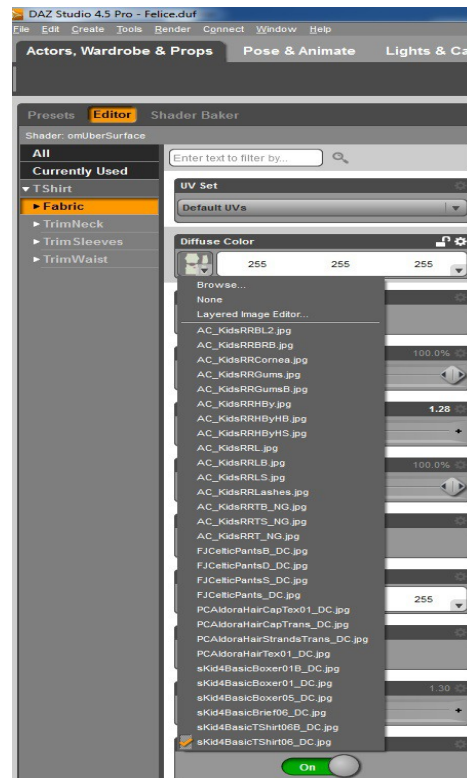 DAZ Studio 4.5 Pro - Felice.duf
File Edit Create Tools Render Connect Window Help
Actors, Wardrobe & Props Pose & Animate Lights & Ca
Presets Editor Shader Baker
Shader: omUberSurface
All
Currently Used
TShirt
Fabric
TrimNeck
TrimSleeves
TrimWaist
Enter text to filter by...
UV Set
Default UVs
Diffuse Color
255 255 255
Browse...
None
Layered Image Editor...
AC_KidsRRBL2.jpg
AC_KidsRRBRB.jpg
AC_KidsRRCornea.jpg
AC_KidsRRGums.jpg
100.0%
AC_KidsRRGumsB.jpg
AC_KidsRRHBy.jpg
AC_KidsRRHByHB.jpg
1.28
AC_KidsRRHByHS.jpg
AC_KidsRRL.jpg
AC_KidsRRLB.jpg
AC_KidsRRLS.jpg
100.0%
AC_KidsRRLashes.jpg
AC_KidsRRTB_NG.jpg
AC_KidsRRTS_NG.jpg
AC_KidsRRT_NG.jpg
FJCelticPantsB_DC.jpg
FJCelticPantsD_DC.jpg
FJCelticPantsS_DC.jpg
FJCelticPants_DC.jpg
255
PCAldoraHairCapTex01_DC.jpg
PCAldoraHairCapTrans_DC.jpg
PCAldoraHairStrandsTrans_DC.jpg
PCAldoraHairTex01_DC.jpg
sKid4BasicBoxer01B_DC.jpg
sKid4BasicBoxer01_DC.jpg
1.30
sKid4BasicBoxer05_DC.jpg
sKid4BasicBrief06_DC.jpg
sKid4BasicTShirt06B_DC.jpg
sKid4BasicTShirt06_DC.jpg
On